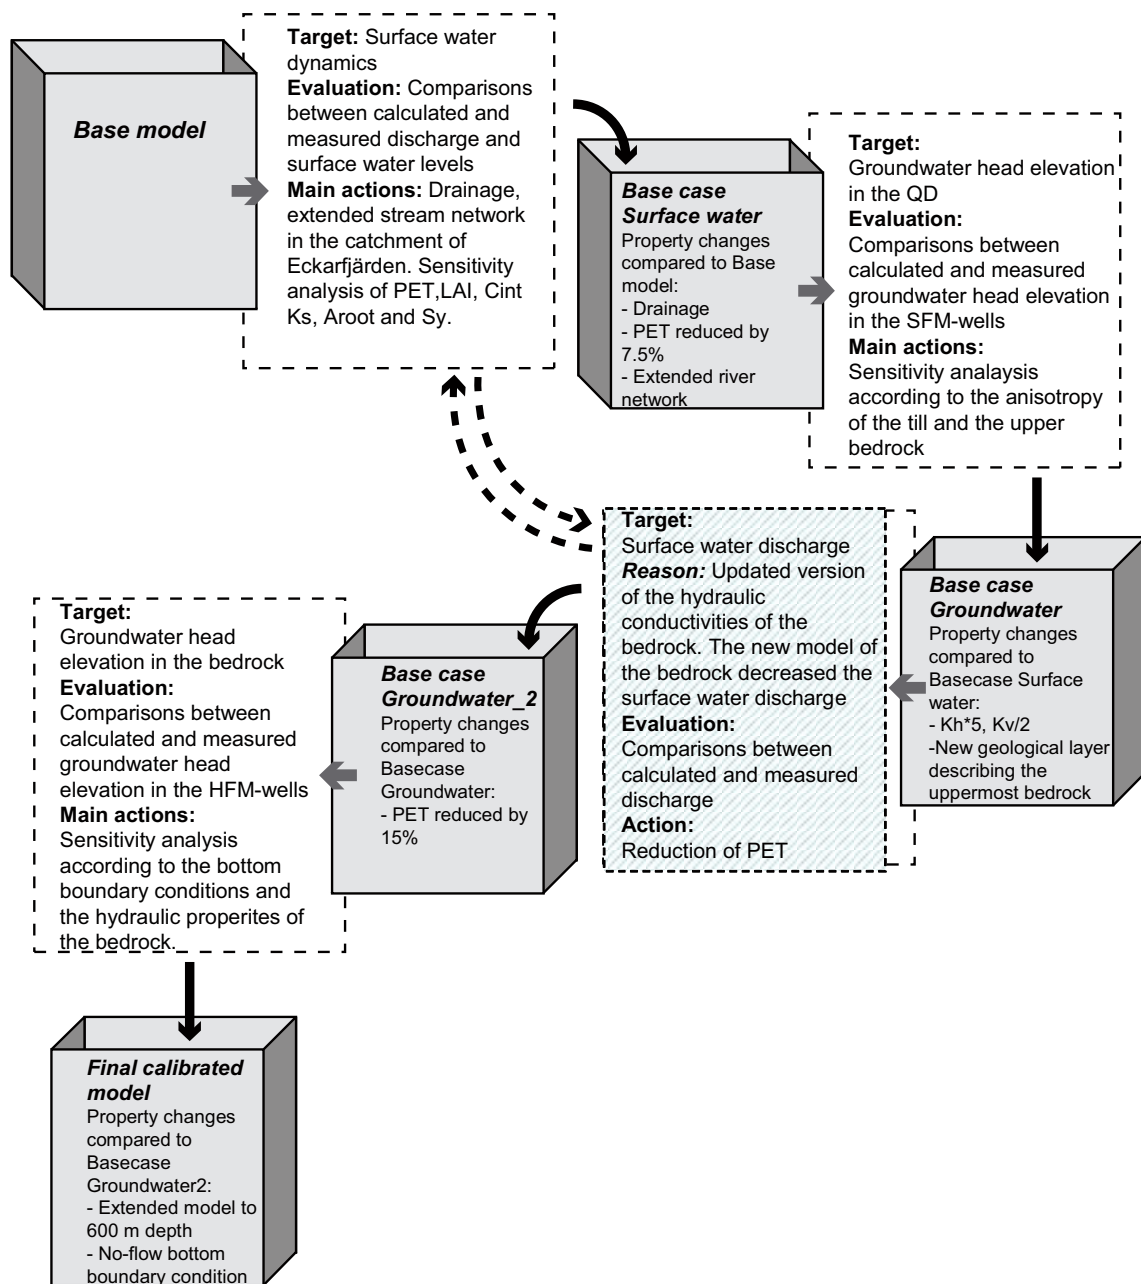 Base model
Target: Surface water
dynamics
Evaluation: Comparisons
between calculated and
measured discharge and
surface water levels
Main actions: Drainage,
extended stream network
in the catchment of
Eckarfjärden. Sensitivity
analysis of PET,LAI, Cint
Ks, Aroot and Sy.
Base case
Surface water
Property changes
compared to Base
model:
- Drainage
- PET reduced by
7.5%
- Extended river
network
Target:
Groundwater head elevation
in the QD
Evaluation:
Comparisons between
calculated and measured
groundwater head elevation
in the SFM-wells
Main actions:
Sensitivity analaysis
according to the anisotropy
of the till and the upper
bedrock
Base case
Groundwater
Property changes
compared to
Basecase Surface
water:
- Kh*5, Kv/2
-New geological layer
describing the
uppermost bedrock
Target:
Surface water discharge
Reason: Updated version
of the hydraulic
conductivities of the
bedrock. The new model of
the bedrock decreased the
surface water discharge
Evaluation:
Comparisons between
calculated and measured
discharge
Action:
Reduction of PET
Base case
Groundwater_2
Property changes
compared to
Basecase
Groundwater:
- PET reduced by
15%
Target:
Groundwater head
elevation in the bedrock
Evaluation:
Comparisons between
calculated and measured
groundwater head
elevation in the HFM-wells
Main actions:
Sensitivity analysis
according to the bottom
boundary conditions and
the hydraulic properites of
the bedrock.
Final calibrated
model
Property changes
compared to
Basecase
Groundwater2:
- Extended model to
600 m depth
- No-flow bottom
boundary condition